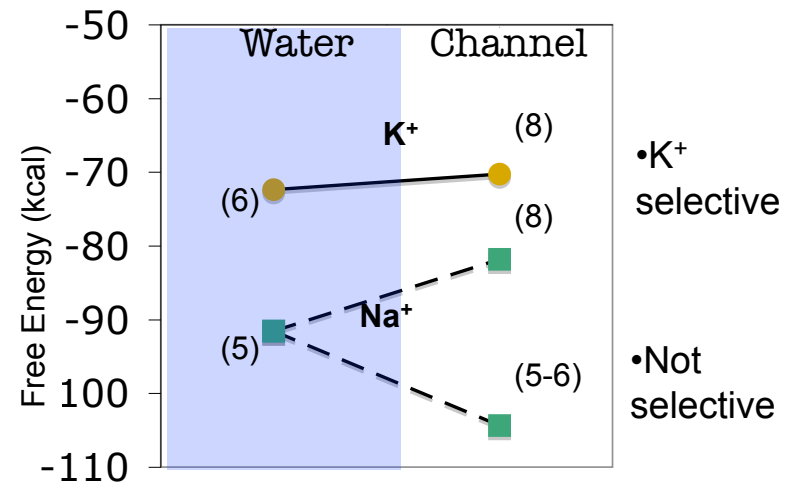 -50
Water
Channel
-60
(8)
K⁺
-70
•K⁺
selective
(6)
(8)
-80
-90
Na⁺
(5)
•Not
selective
(5-6)
100
-110
Free Energy (kcal)